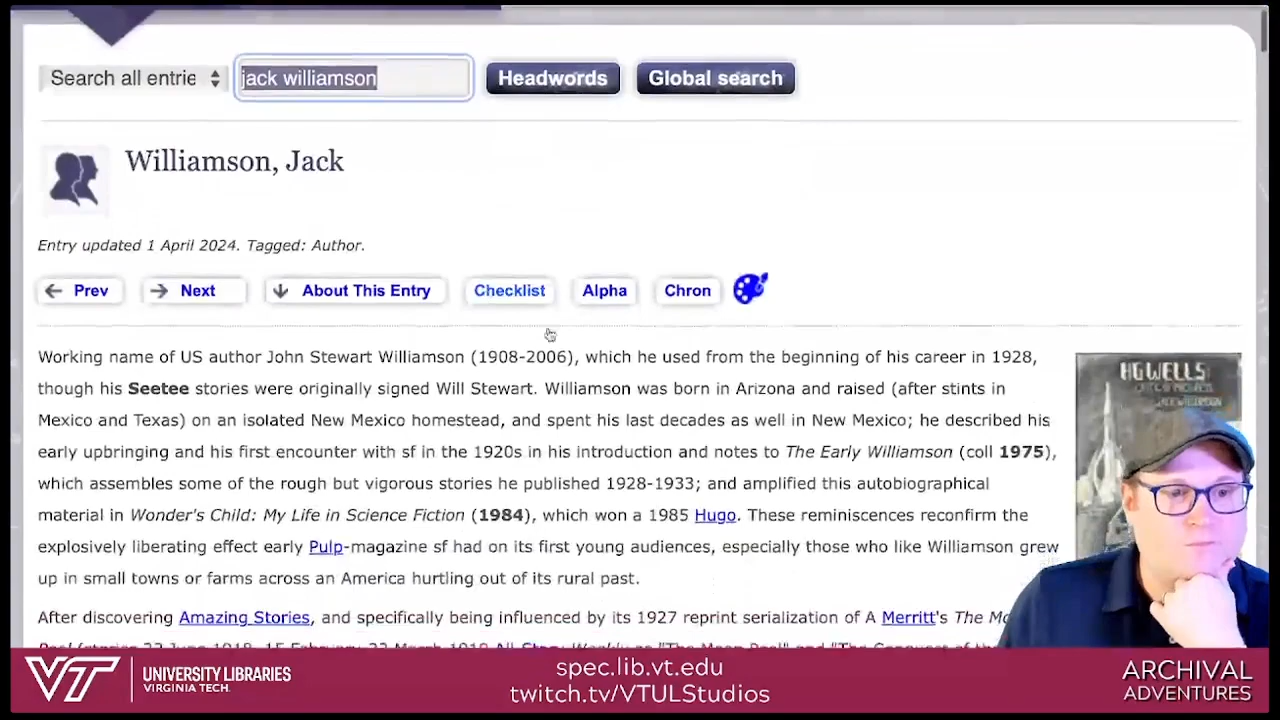 Search all entrie jack williamson Headwords Global search
Williamson, Jack
Entry updated 1 April 2024. Tagged: Author.
← Prev → Next ↓ About This Entry Checklist Alpha Chron
Working name of US author John Stewart Williamson (1908-2006), which he used from the beginning of his career in 1928,
though his Seetee stories were originally signed Will Stewart. Williamson was born in Arizona and raised (after stints in
Mexico and Texas) on an isolated New Mexico homestead, and spent his last decades as well in New Mexico; he described his
early upbringing and his first encounter with sf in the 1920s in his introduction and notes to The Early Williamson (coll 1975),
which assembles some of the rough but vigorous stories he published 1928-1933; and amplified this autobiographical
material in Wonder's Child: My Life in Science Fiction (1984), which won a 1985 Hugo. These reminiscences reconfirm the
explosively liberating effect early Pulp-magazine sf had on its first young audiences, especially those who like Williamson grew
up in small towns or farms across an America hurtling out of its rural past.
After discovering Amazing Stories, and specifically being influenced by its 1927 reprint serialization of A Merritt's The
HG WELLS
JACK WILLIAMSON
VT UNIVERSITY LIBRARIES
VIRGINIA TECH.
spec.lib.vt.edu
twitch.tv/VTULStudios
ARCHIVAL
ADVENTURES